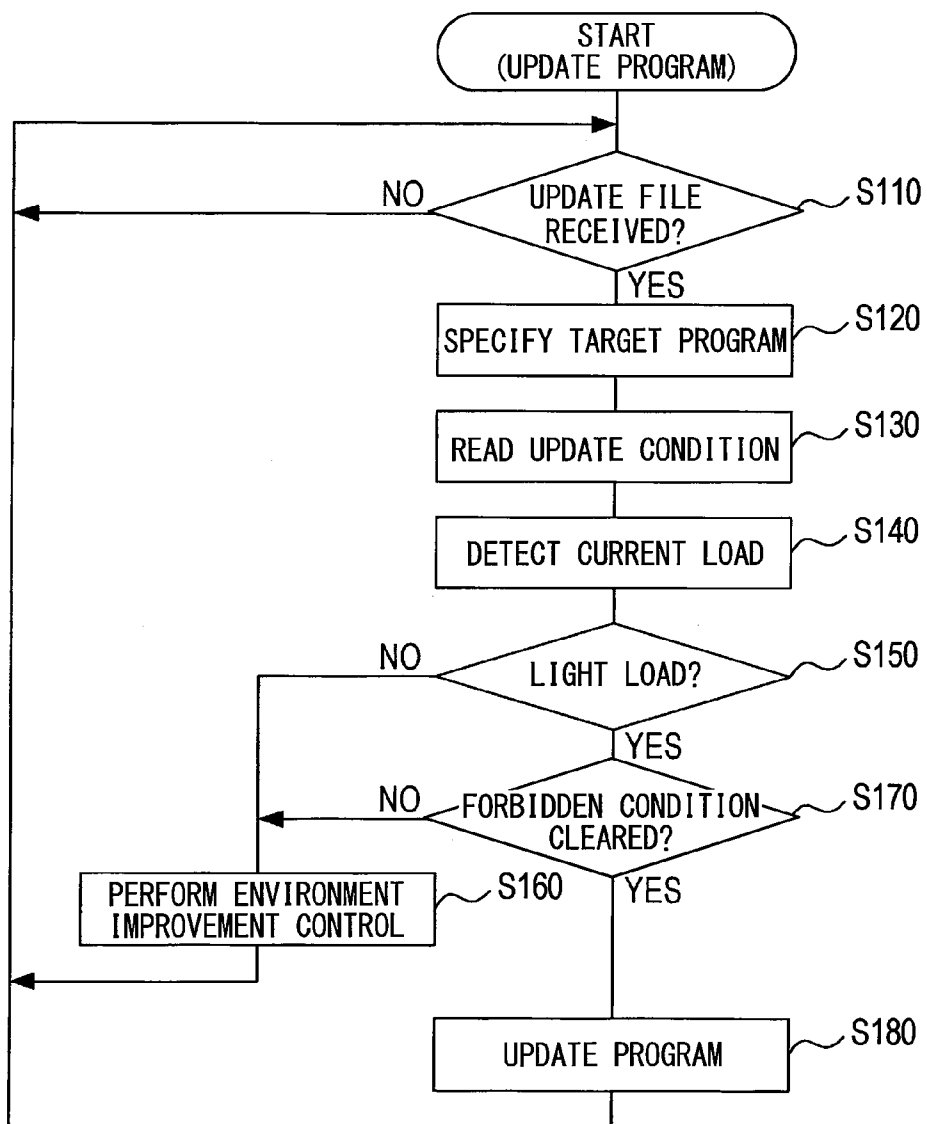 START
(UPDATE PROGRAM)
NO
UPDATE FILE
RECEIVED?
S110
YES
SPECIFY TARGET PROGRAM
S120
READ UPDATE CONDITION
S130
DETECT CURRENT LOAD
S140
NO
LIGHT LOAD?
S150
YES
NO
FORBIDDEN CONDITION
CLEARED?
S170
YES
PERFORM ENVIRONMENT
IMPROVEMENT CONTROL
S160
UPDATE PROGRAM
S180